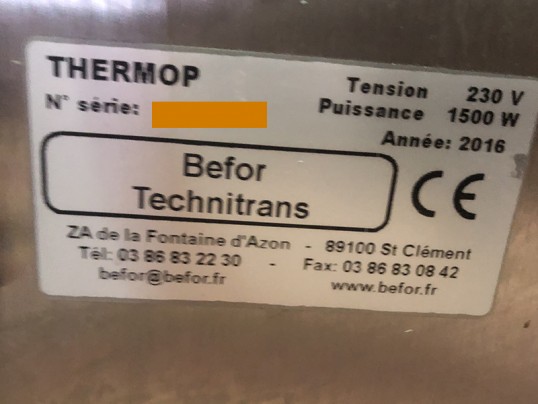 THERMOP
Tension 230 V
N° série:
Puissance 1500 W
Année: 2016
Befor
Technitrans
CE
ZA de la Fontaine d'Azon - 89100 St Clément
Tél: 03 86 83 22 30 - Fax: 03 86 83 08 42
befor@befor.fr www.befor.fr